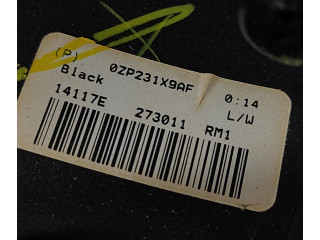 (P) 0ZP231X9AF 0:14
Black L/W
14117E 273011 RM1